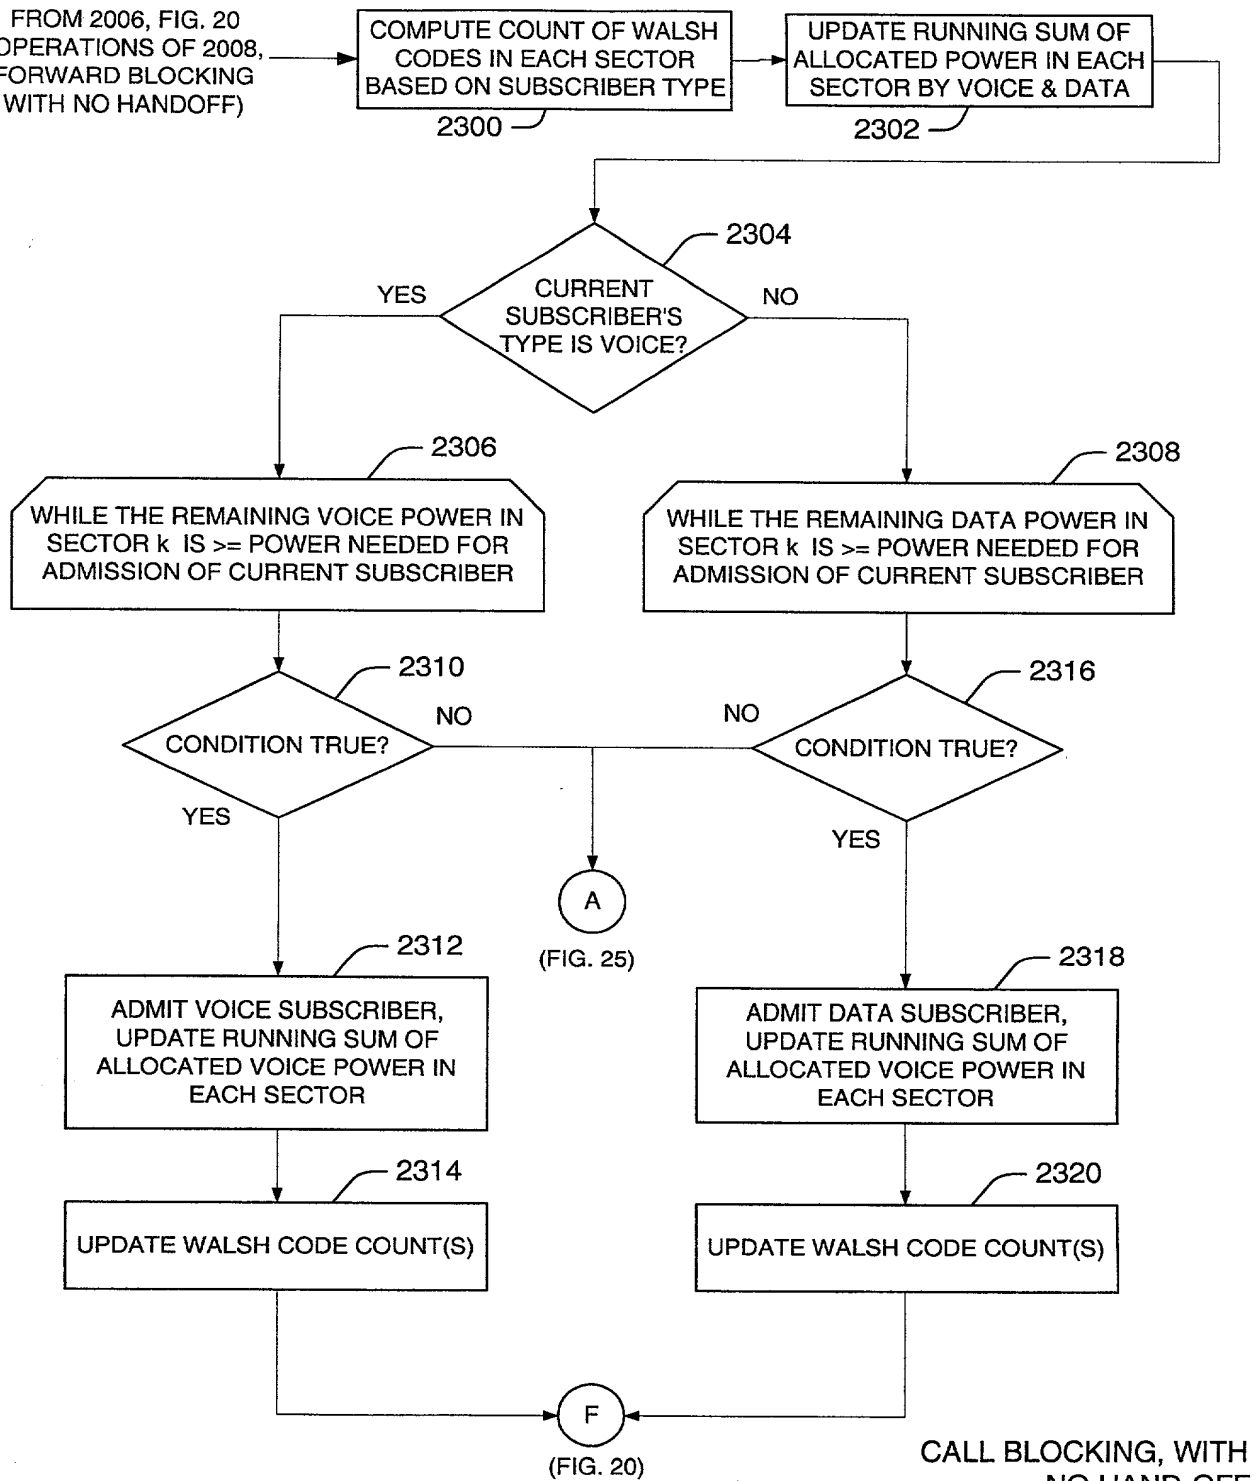 FROM 2006, FIG. 20
OPERATIONS OF 2008,
FORWARD BLOCKING
WITH NO HANDOFF)
COMPUTE COUNT OF WALSH
CODES IN EACH SECTOR
BASED ON SUBSCRIBER TYPE
2300
UPDATE RUNNING SUM OF
ALLOCATED POWER IN EACH
SECTOR BY VOICE & DATA
2302
2304
CURRENT
SUBSCRIBER'S
TYPE IS VOICE?
YES
NO
2306
WHILE THE REMAINING VOICE POWER IN
SECTOR k IS >= POWER NEEDED FOR
ADMISSION OF CURRENT SUBSCRIBER
2308
WHILE THE REMAINING DATA POWER IN
SECTOR k IS >= POWER NEEDED FOR
ADMISSION OF CURRENT SUBSCRIBER
2310
CONDITION TRUE?
NO
YES
2316
NO
CONDITION TRUE?
YES
A
(FIG. 25)
2312
ADMIT VOICE SUBSCRIBER,
UPDATE RUNNING SUM OF
ALLOCATED VOICE POWER IN
EACH SECTOR
2318
ADMIT DATA SUBSCRIBER,
UPDATE RUNNING SUM OF
ALLOCATED VOICE POWER IN
EACH SECTOR
2314
UPDATE WALSH CODE COUNT(S)
2320
UPDATE WALSH CODE COUNT(S)
F
(FIG. 20)
CALL BLOCKING, WITH
NO HAND-OFF